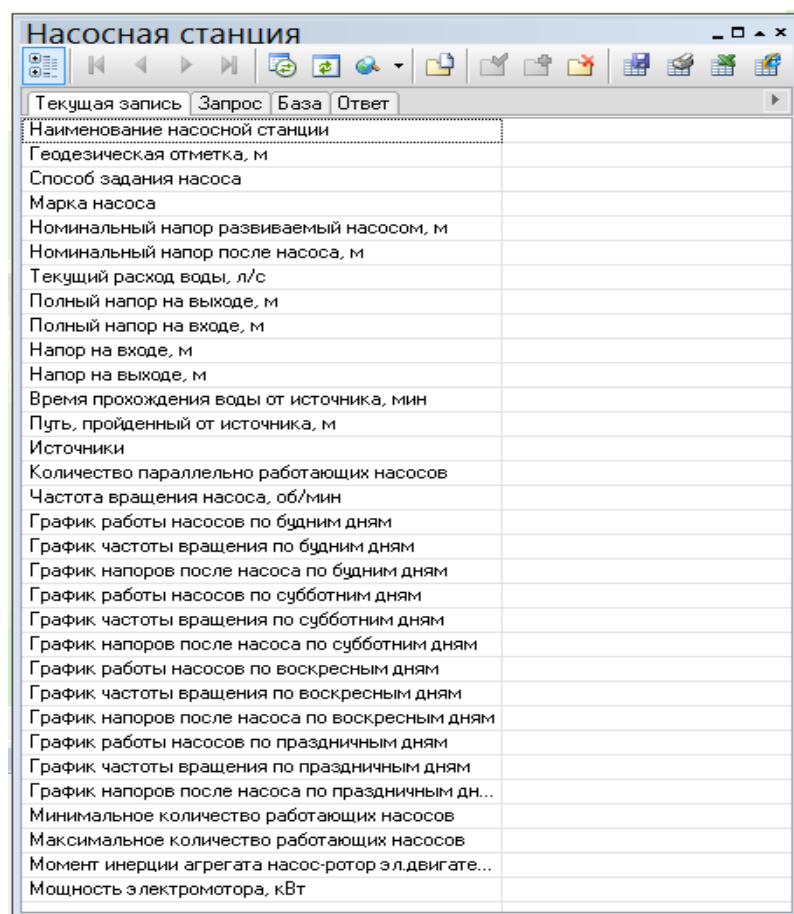 Насосная станция
Текущая запись Запрос База Ответ
Наименование насосной станции
Геодезическая отметка, м
Способ задания насоса
Марка насоса
Номинальный напор развиваемый насосом, м
Номинальный напор после насоса, м
Текущий расход воды, л/с
Полный напор на выходе, м
Полный напор на входе, м
Напор на входе, м
Напор на выходе, м
Время прохождения воды от источника, мин
Путь, пройденный от источника, м
Источники
Количество параллельно работающих насосов
Частота вращения насоса, об/мин
График работы насосов по будним дням
График частоты вращения по будним дням
График напоров после насоса по будним дням
График работы насосов по субботним дням
График частоты вращения по субботним дням
График напоров после насоса по субботним дням
График работы насосов по воскресным дням
График частоты вращения по воскресным дням
График напоров после насоса по воскресным дням
График работы насосов по праздничным дням
График частоты вращения по праздничным дням
График напоров после насоса по праздничным дн...
Минимальное количество работающих насосов
Максимальное количество работающих насосов
Момент инерции агрегата насос-ротор эл.двигате...
Мощность электромотора, кВт